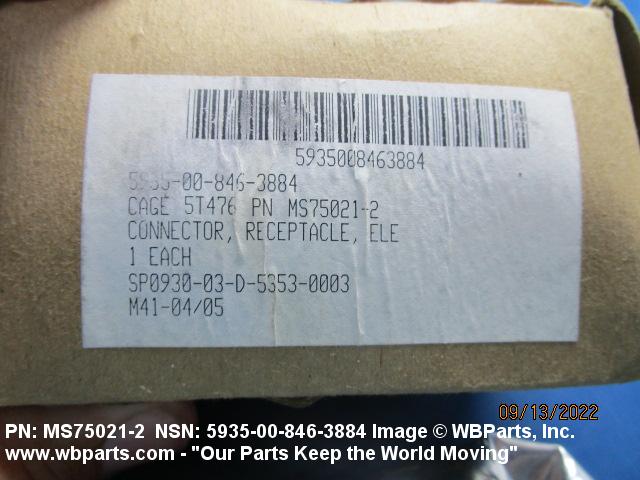 5935008463884
5935-00-846-3884
CAGE 5T476 PN MS75021-2
CONNECTOR, RECEPTACLE, ELE
1 EACH
SP0930-03-D-5353-0003
M41-04/05
09/13/2022
PN: MS75021-2 NSN: 5935-00-846-3884 Image © WBParts, Inc.
www.wbparts.com - "Our Parts Keep the World Moving"